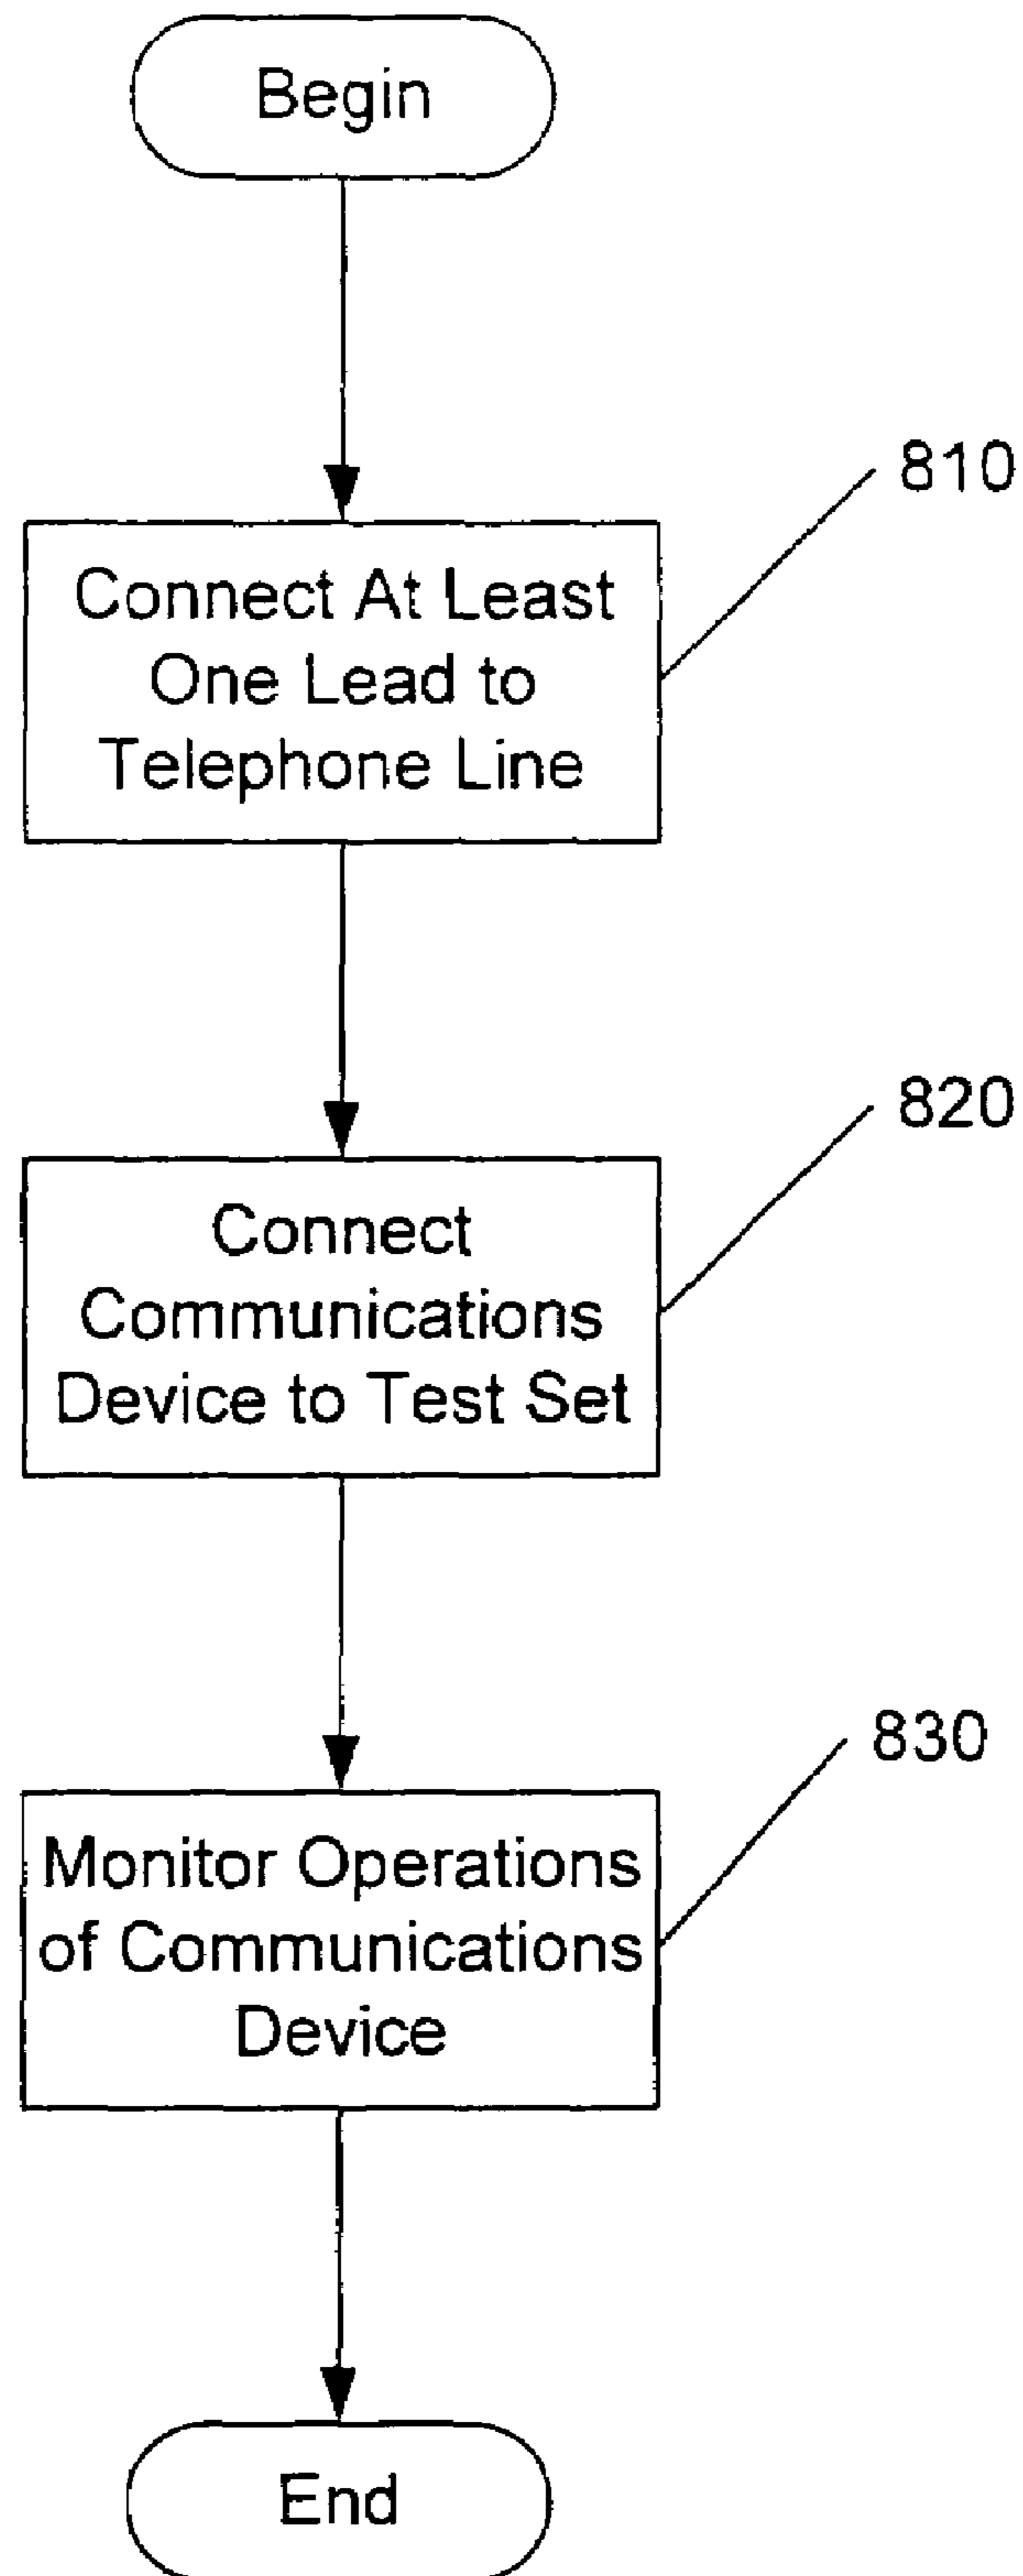 Begin
810
Connect At Least
One Lead to
Telephone Line
820
Connect
Communications
Device to Test Set
830
Monitor Operations
of Communications
Device
End